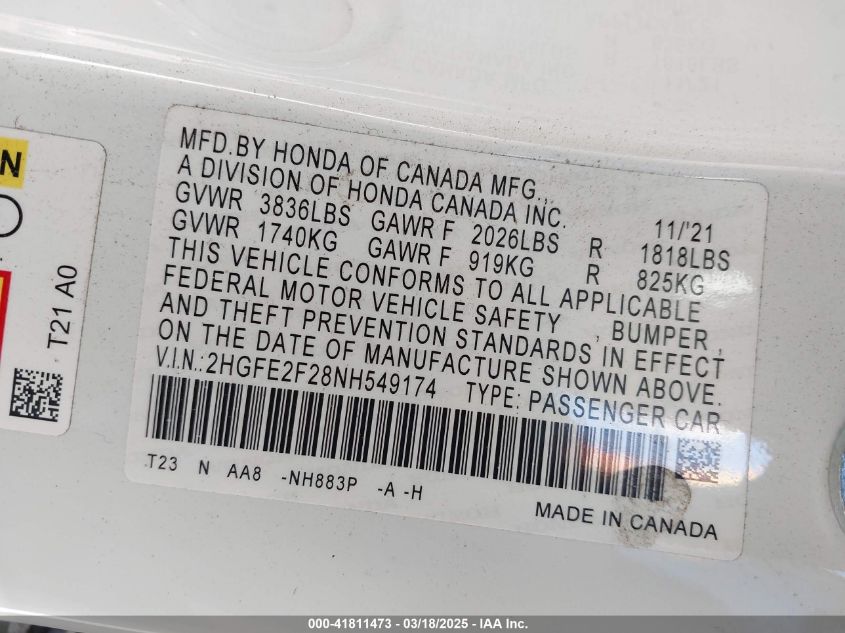 N
T21 A0
MFD.BY HONDA OF CANADA MFG.,
A DIVISION OF HONDA CANADA INC.
11/'21
GVWR 3836LBS GAWR F 2026LBS R 1818LBS
GVWR 1740KG GAWR F 919KG R 825KG
THIS VEHICLE CONFORMS TO ALL APPLICABLE
FEDERAL MOTOR VEHICLE SAFETY , BUMPER ,
AND THEFT PREVENTION STANDARDS IN EFFECT
ON THE DATE OF MANUFACTURE SHOWN ABOVE.
V.I.N.:2HGFE2F28NH549174 TYPE: PASSENGER CAR
T23 N AA8 -NH883P -A -H
MADE IN CANADA
000-41811473 - 03/18/2025 - IAA Inc.